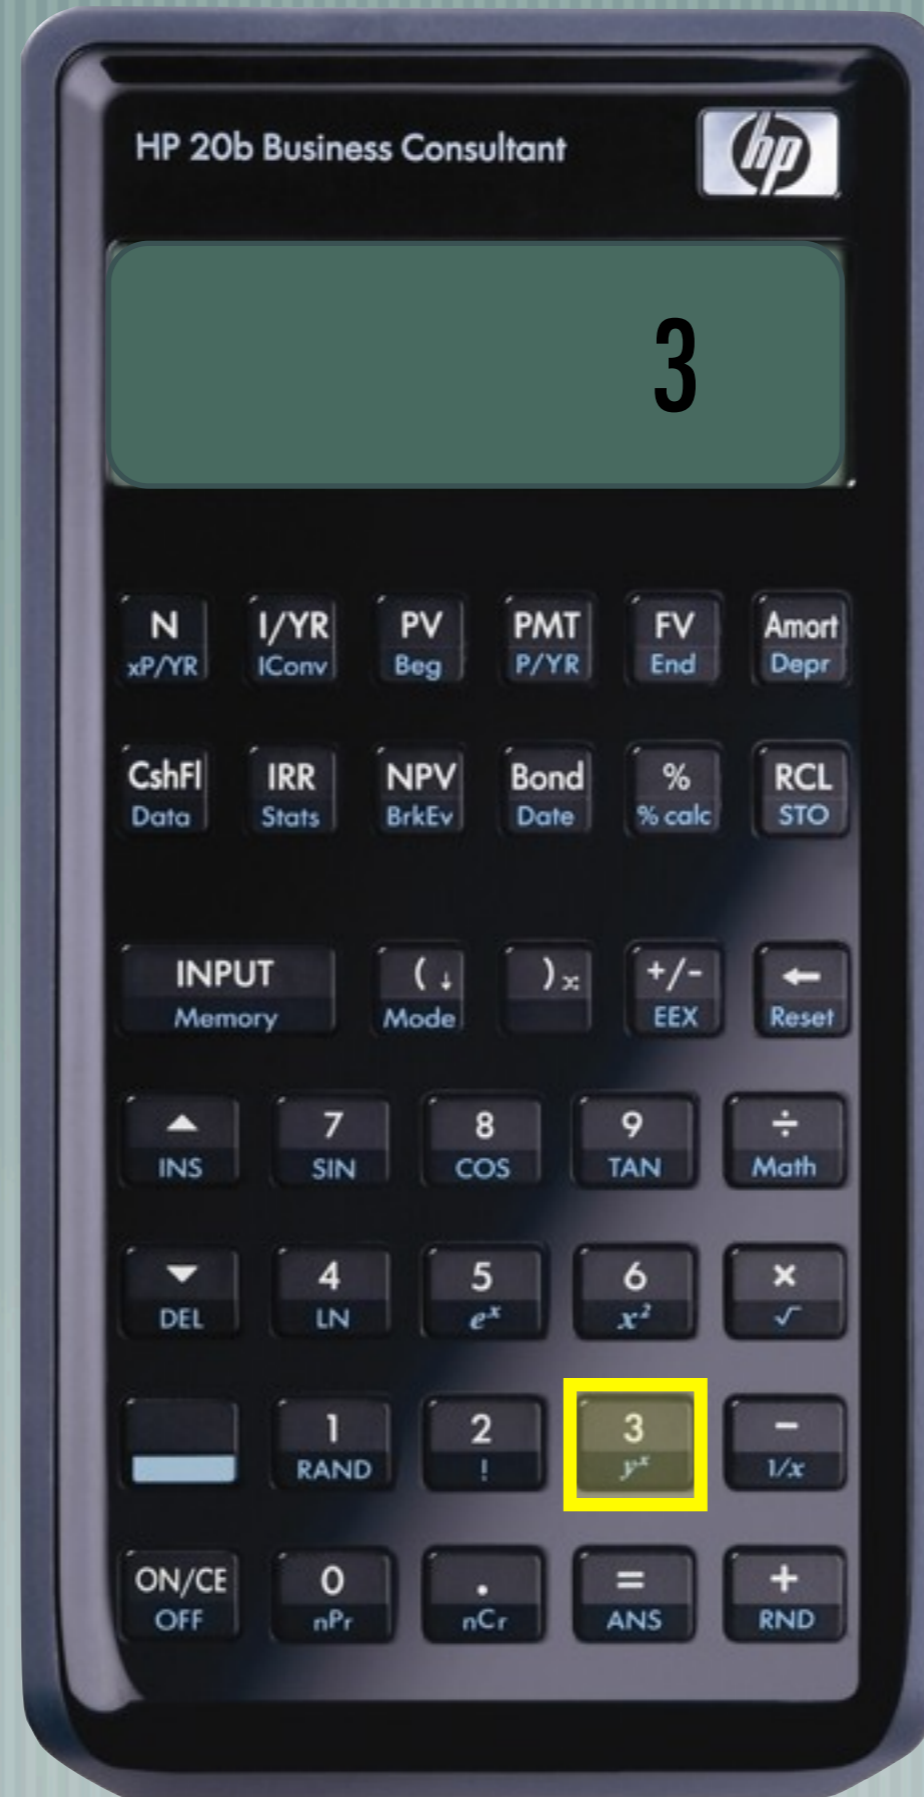 HP 20b Business Consultant
hp
3
N I/YR PV PMT FV Amort
xP/YR IConv Beg P/YR End Depr
CshFl IRR NPV Bond % RCL
Data Stats BrkEv Date % calc STO
INPUT ( ↓ ) +/- ←
Memory Mode EEX Reset
▲ 7 8 9 ÷
INS SIN COS TAN Math
▼ 4 5 6 ×
DEL LN eˣ x² √
1 2 3 −
RAND ! yˣ 1/x
ON/CE 0 . = +
OFF nPr nCr ANS RND